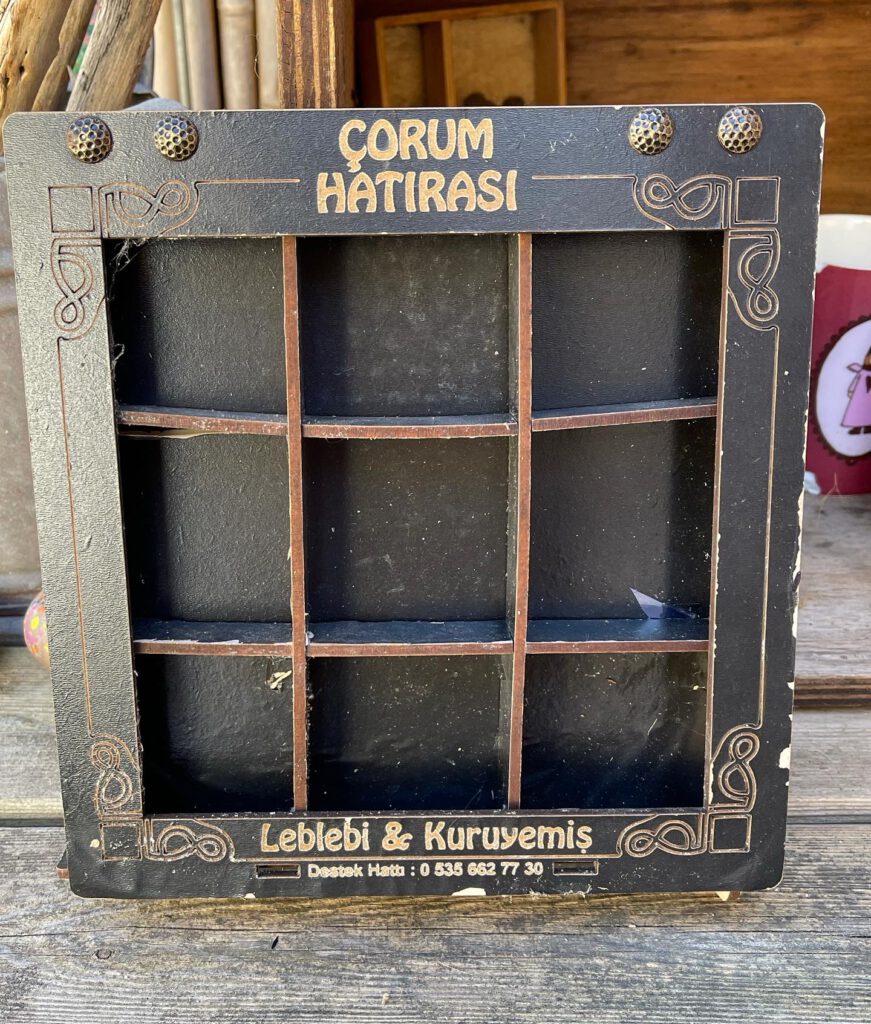 ÇORUM
HATIRASI
Leblebi & Kuruyemiş
Destek Hattı : 0 535 662 77 30